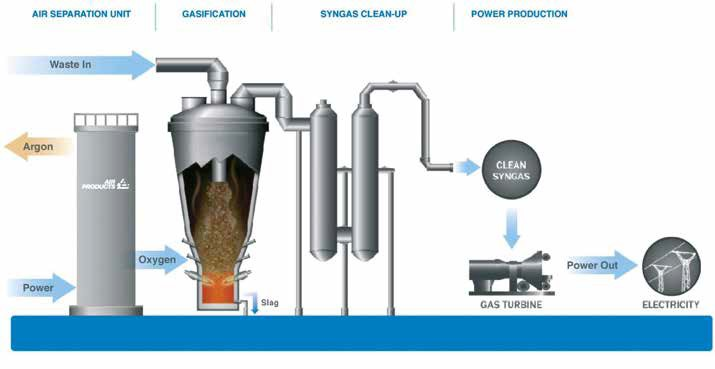 AIR SEPARATION UNIT
GASIFICATION
SYNGAS CLEAN-UP
POWER PRODUCTION
Waste In
Argon
AIR
PRODUCTS
Oxygen
Power
Slag
CLEAN
SYNGAS
GAS TURBINE
Power Out
ELECTRICITY